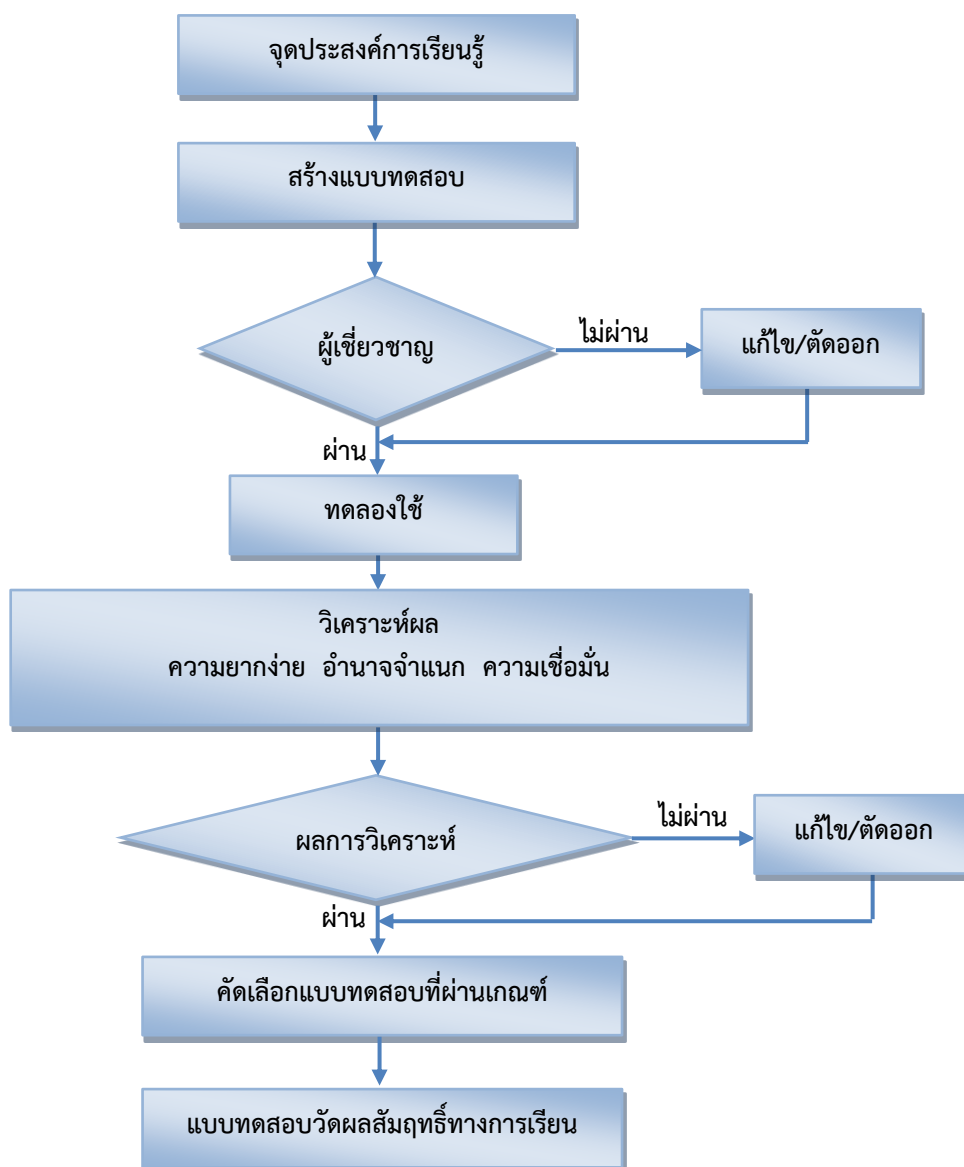 จุดประสงค์การเรียนรู้
สร้างแบบทดสอบ
ผู้เชี่ยวชาญ
ไม่ผ่าน
แก้ไข/ตัดออก
ผ่าน
ทดลองใช้
วิเคราะห์ผล
ความยากง่าย อำนาจจำแนก ความเชื่อมั่น
ผลการวิเคราะห์
ไม่ผ่าน
แก้ไข/ตัดออก
ผ่าน
คัดเลือกแบบทดสอบที่ผ่านเกณฑ์
แบบทดสอบวัดผลสัมฤทธิ์ทางการเรียน